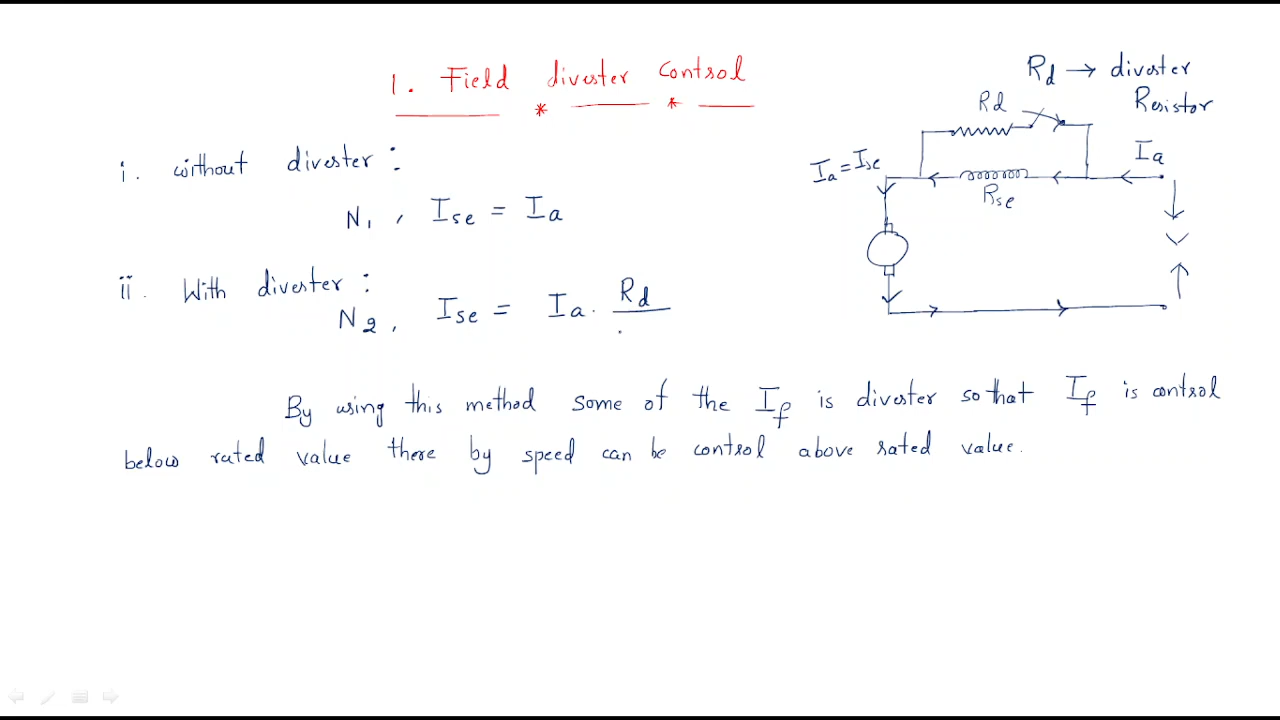 1. Field diverter control
Rd → diverter
Resistor
Rd
Ia
Ia = Ise
Rse
V
i. without diverter :
N1 , Ise = Ia
ii. With diverter :
N2 , Ise = Ia . Rd
By using this method some of the If is diverter so that If is control
below rated value there by speed can be control above rated value.